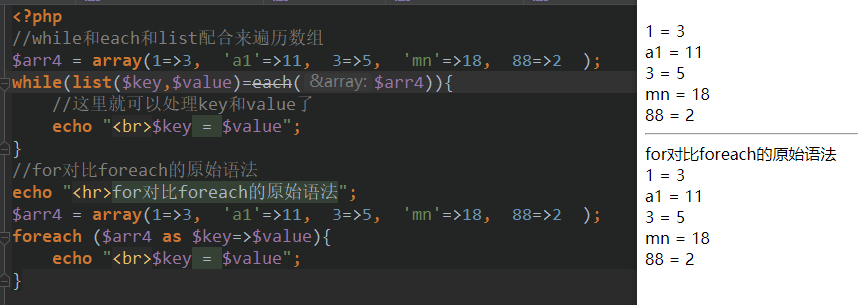 <?php
//while和each和list配合来遍历数组
$arr4 = array(1=>3,  'a1'=>11,  3=>5,  'mn'=>18,  88=>2  );
while(list($key,$value)=each( &array: $arr4)){
    //这里就可以处理key和value了
    echo "<br>$key = $value";
}
//for对比foreach的原始语法
echo "<hr>for对比foreach的原始语法";
$arr4 = array(1=>3,  'a1'=>11,  3=>5,  'mn'=>18,  88=>2  );
foreach ($arr4 as $key=>$value){
    echo "<br>$key = $value";
}
1 = 3
a1 = 11
3 = 5
mn = 18
88 = 2
for对比foreach的原始语法
1 = 3
a1 = 11
3 = 5
mn = 18
88 = 2